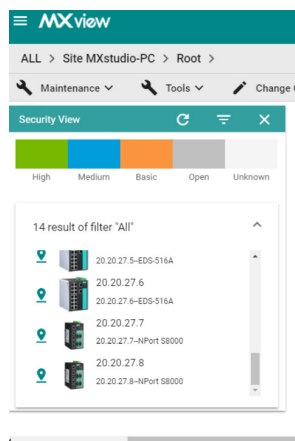 MXview
ALL > Site MXstudio-PC > Root >
Maintenance Tools Change
Security View
High Medium Basic Open Unknown
14 result of filter "All"
20.20.27.5--EDS-516A
20.20.27.6
20.20.27.6--EDS-516A
20.20.27.7
20.20.27.7--NPort S8000
20.20.27.8
20.20.27.8--NPort S8000